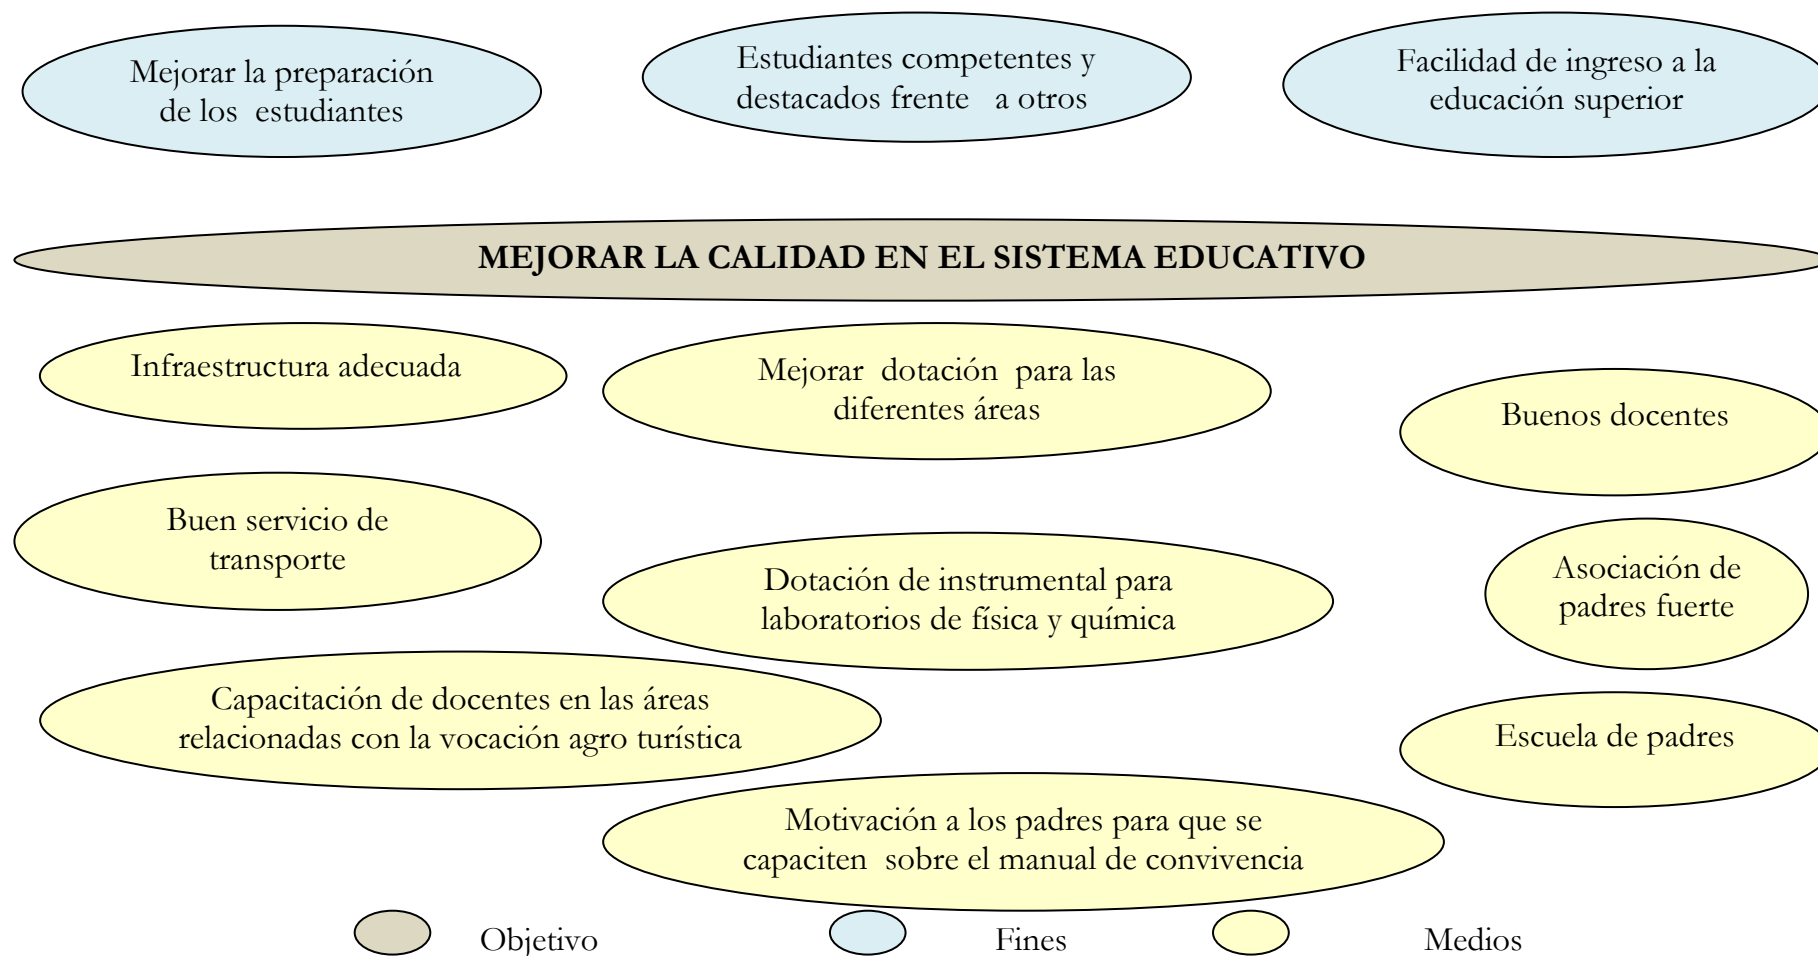 Mejorar la preparación
de los estudiantes
Estudiantes competentes y
destacados frente a otros
Facilidad de ingreso a la
educación superior
MEJORAR LA CALIDAD EN EL SISTEMA EDUCATIVO
Infraestructura adecuada
Mejorar dotación para las
diferentes áreas
Buenos docentes
Buen servicio de
transporte
Dotación de instrumental para
laboratorios de física y química
Asociación de
padres fuerte
Capacitación de docentes en las áreas
relacionadas con la vocación agro turística
Escuela de padres
Motivación a los padres para que se
capaciten sobre el manual de convivencia
Objetivo
Fines
Medios